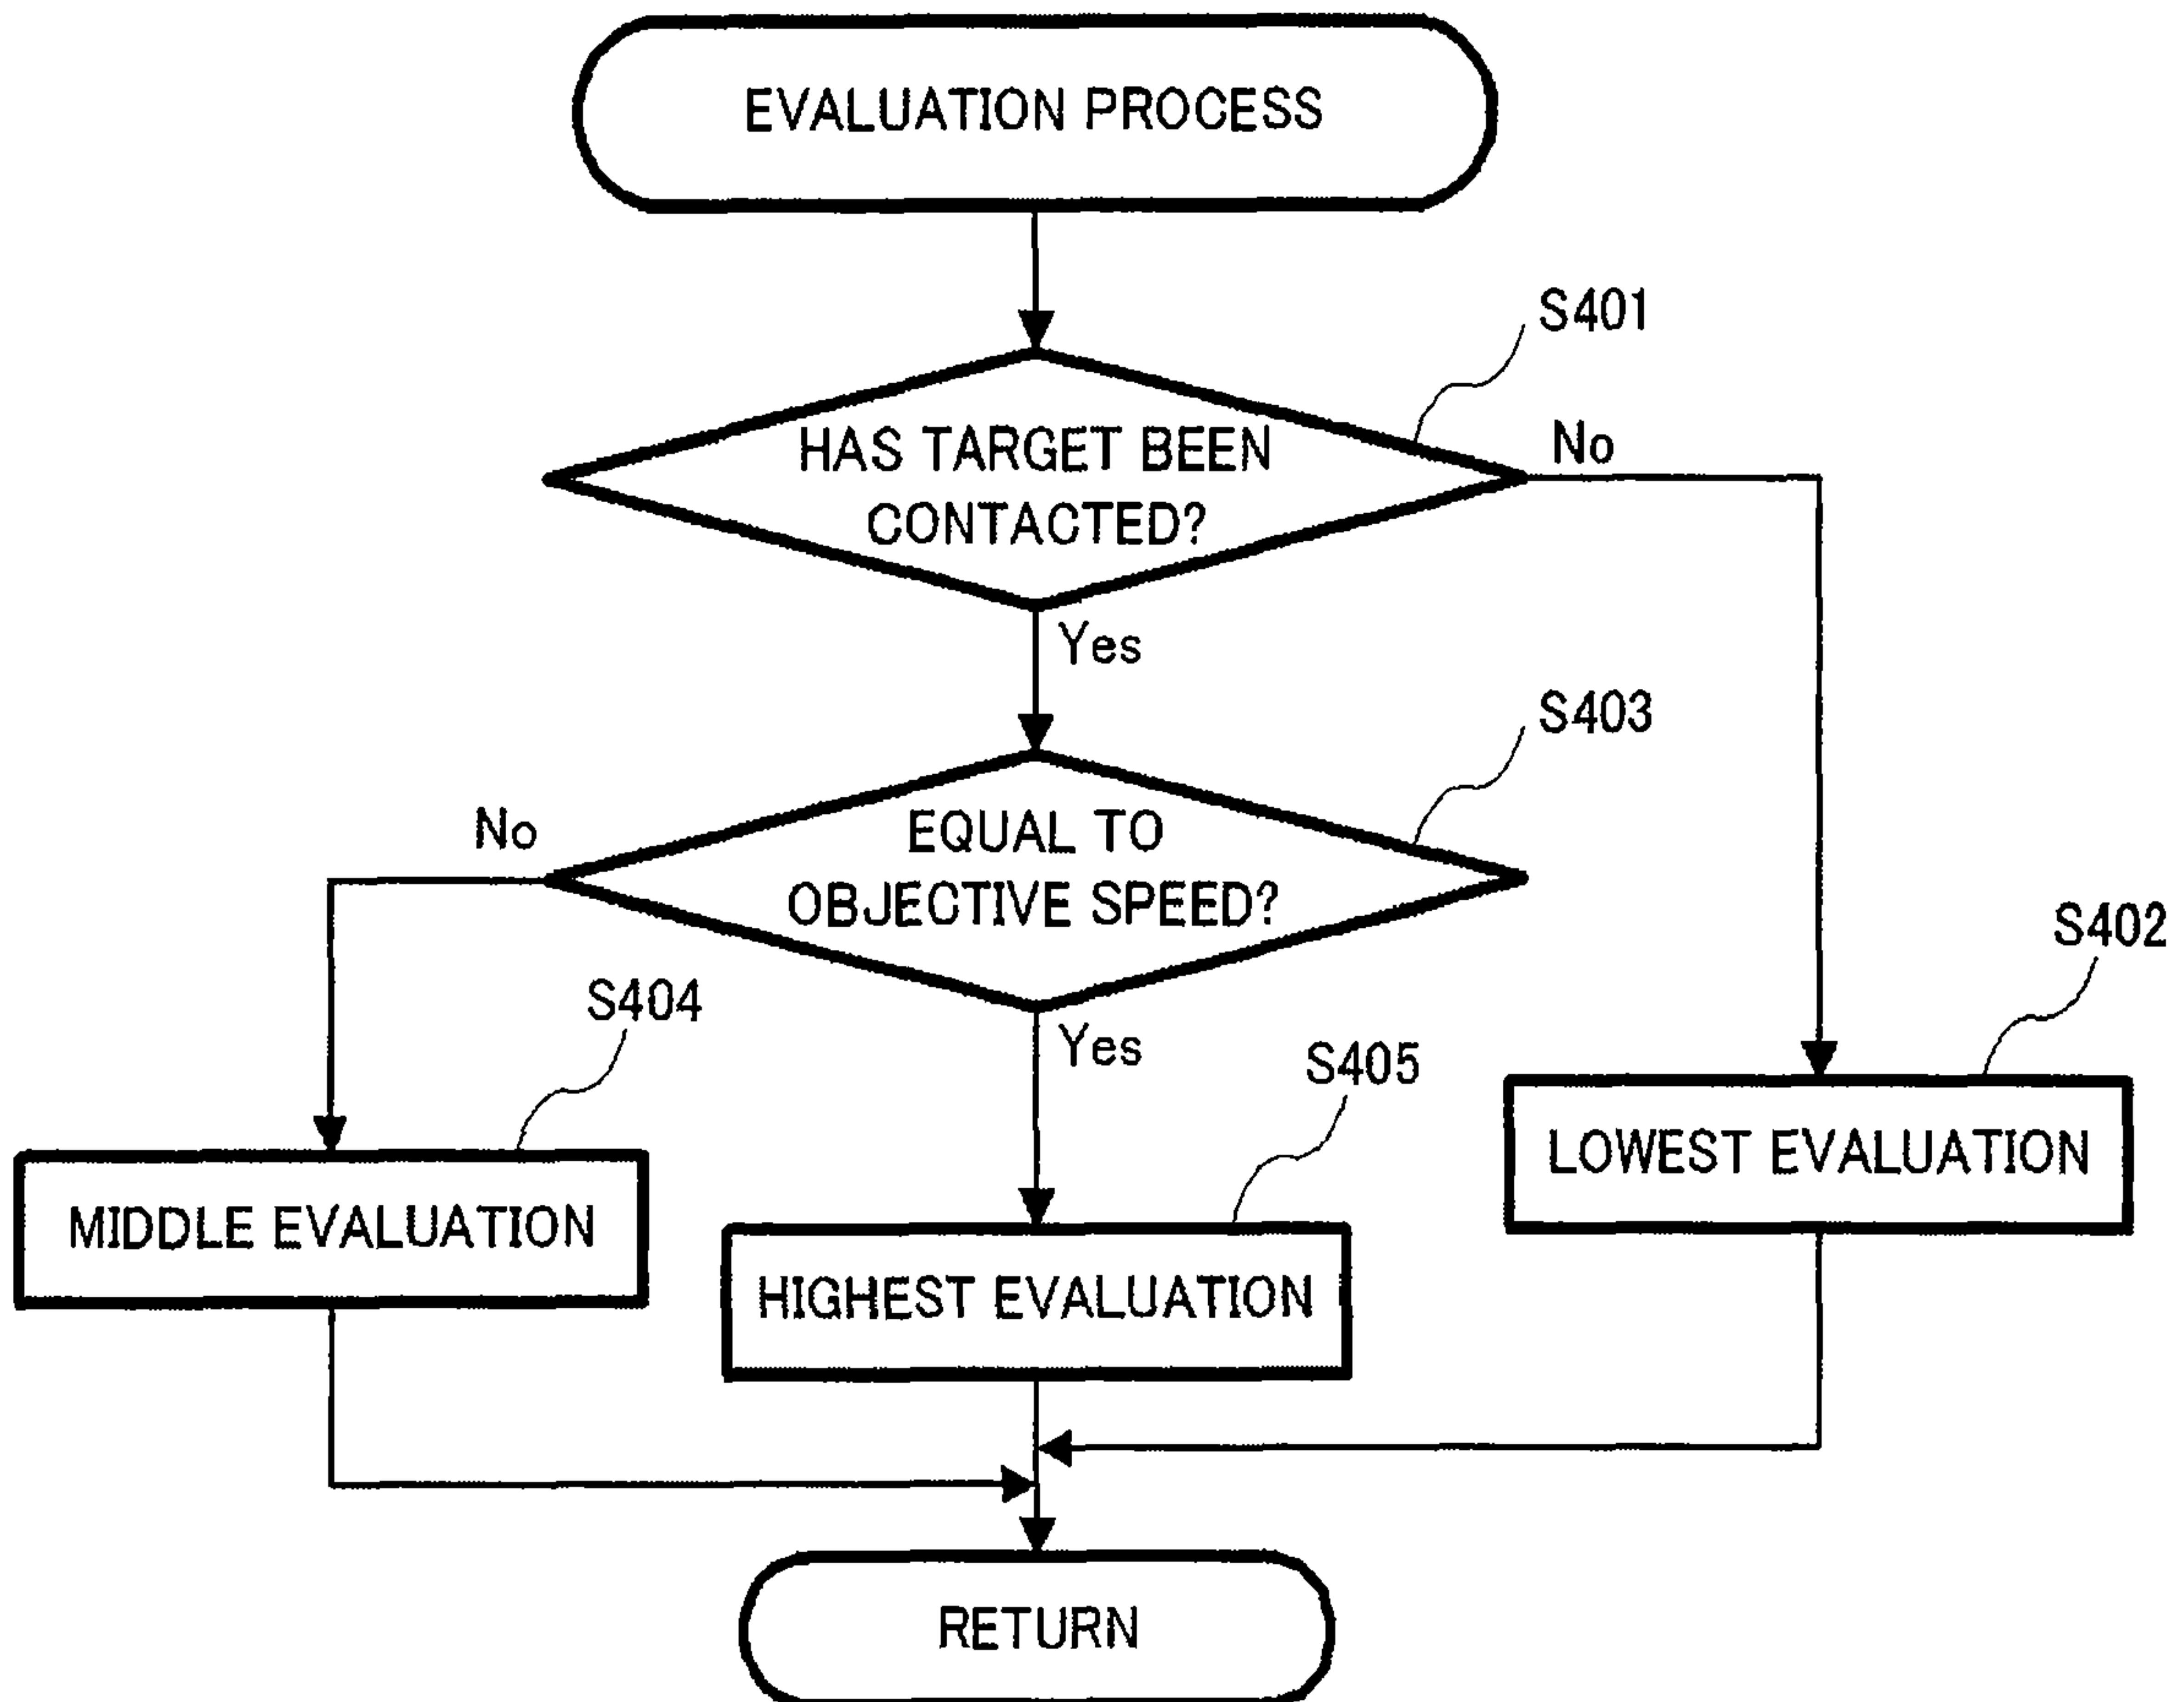 EVALUATION PROCESS
S401
HAS TARGET BEEN
CONTACTED?
No
Yes
S403
EQUAL TO
OBJECTIVE SPEED?
No
Yes
S402
S404
S405
LOWEST EVALUATION
MIDDLE EVALUATION
HIGHEST EVALUATION
RETURN